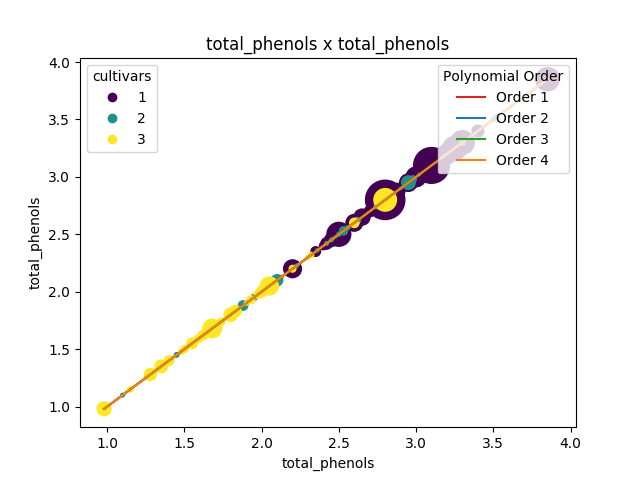 total_phenols x total_phenols
cultivars
1
2
3
Polynomial Order
Order 1
Order 2
Order 3
Order 4
4.0
3.5
3.0
2.5
2.0
1.5
1.0
total_phenols
1.0 1.5 2.0 2.5 3.0 3.5 4.0
total_phenols